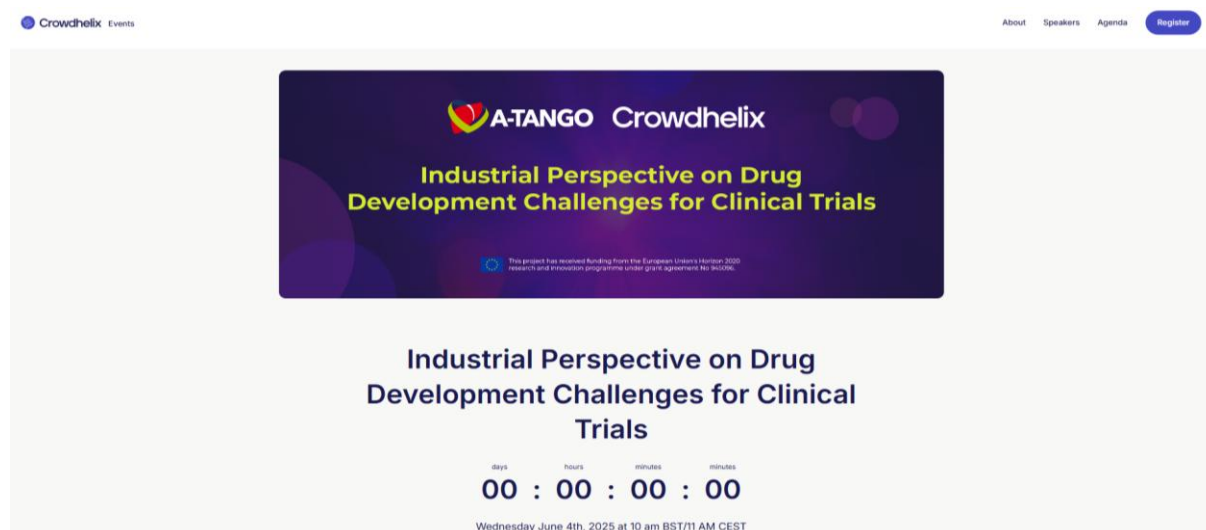 Crowdhelix Events
About Speakers Agenda Register
A-TANGO Crowdhelix
Industrial Perspective on Drug
Development Challenges for Clinical Trials
This project has received funding from the European Union's Horizon 2020
research and innovation programme under grant agreement No 945096.
Industrial Perspective on Drug
Development Challenges for Clinical
Trials
days hours minutes minutes
00 : 00 : 00 : 00
Wednesday June 4th, 2025 at 10 am BST/11 AM CEST